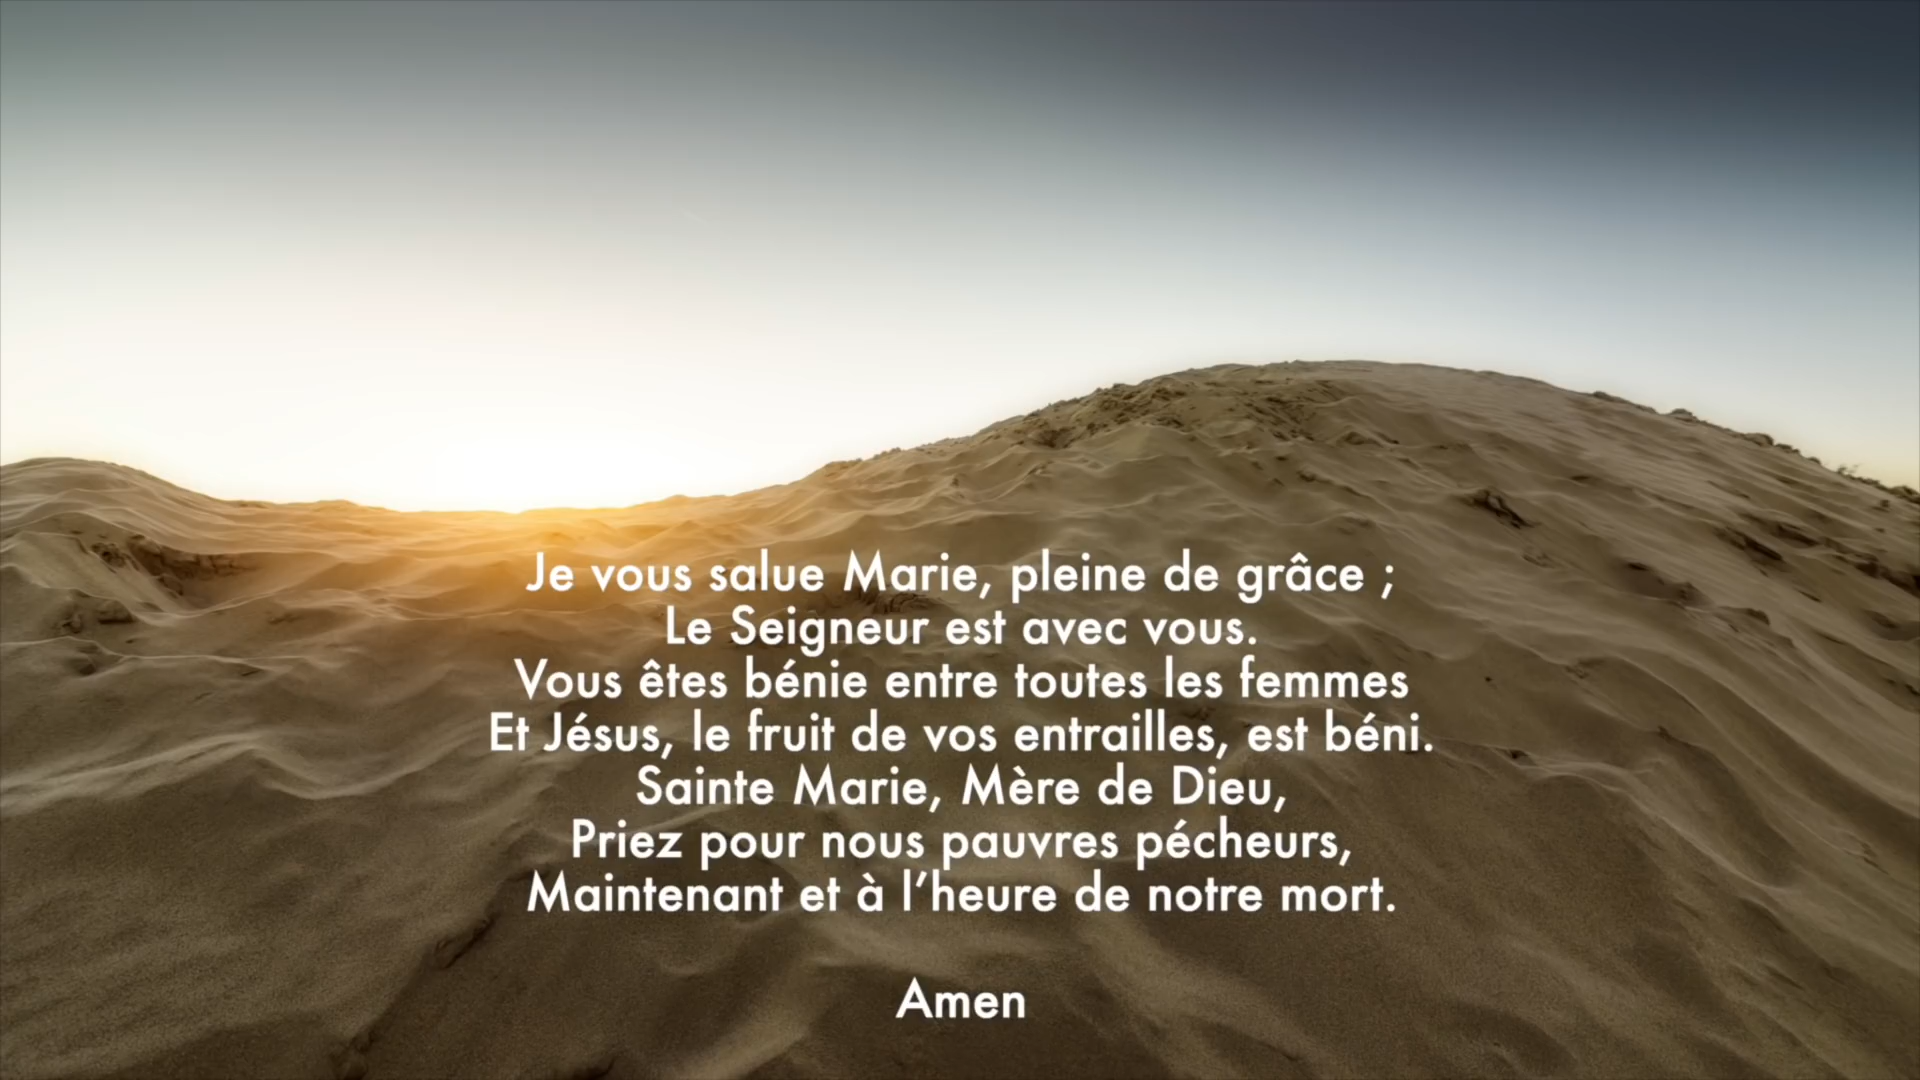 Je vous salue Marie, pleine de grâce ;
Le Seigneur est avec vous.
Vous êtes bénie entre toutes les femmes
Et Jésus, le fruit de vos entrailles, est béni.
Sainte Marie, Mère de Dieu,
Priez pour nous pauvres pécheurs,
Maintenant et à l’heure de notre mort.
Amen